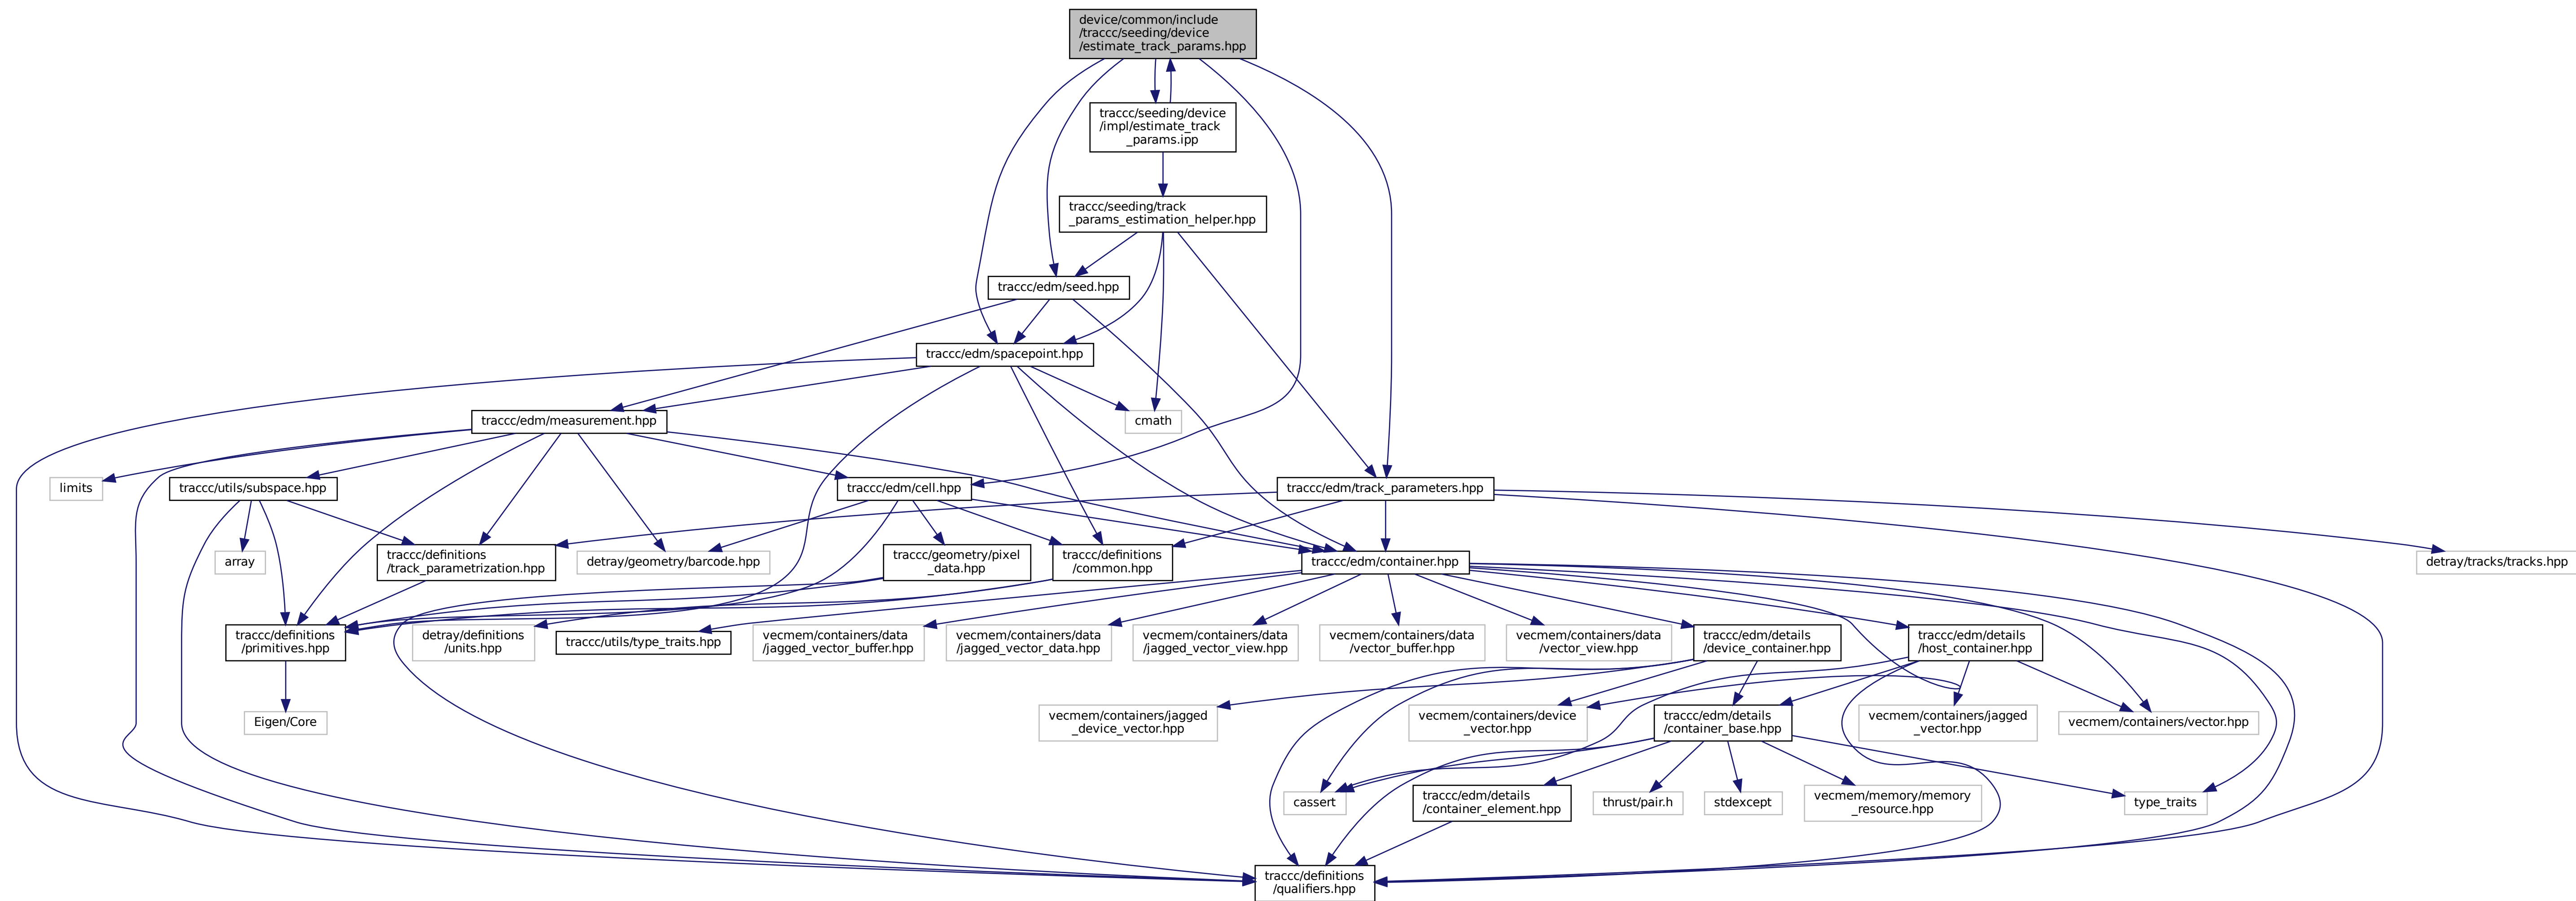 device/common/include
/traccc/seeding/device
/estimate_track_params.hpp
traccc/seeding/device
/impl/estimate_track
_params.ipp
traccc/seeding/track
_params_estimation_helper.hpp
traccc/edm/seed.hpp
traccc/edm/spacepoint.hpp
traccc/edm/measurement.hpp
cmath
limits
traccc/utils/subspace.hpp
traccc/edm/cell.hpp
traccc/edm/track_parameters.hpp
array
traccc/definitions
/track_parametrization.hpp
detray/geometry/barcode.hpp
traccc/geometry/pixel
_data.hpp
traccc/definitions
/common.hpp
traccc/edm/container.hpp
detray/tracks/tracks.hpp
traccc/definitions
/primitives.hpp
detray/definitions
/units.hpp
traccc/utils/type_traits.hpp
vecmem/containers/data
/jagged_vector_buffer.hpp
vecmem/containers/data
/jagged_vector_data.hpp
vecmem/containers/data
/jagged_vector_view.hpp
vecmem/containers/data
/vector_buffer.hpp
vecmem/containers/data
/vector_view.hpp
traccc/edm/details
/device_container.hpp
traccc/edm/details
/host_container.hpp
Eigen/Core
vecmem/containers/jagged
_device_vector.hpp
vecmem/containers/device
_vector.hpp
traccc/edm/details
/container_base.hpp
vecmem/containers/jagged
_vector.hpp
vecmem/containers/vector.hpp
cassert
traccc/edm/details
/container_element.hpp
thrust/pair.h
stdexcept
vecmem/memory/memory
_resource.hpp
type_traits
traccc/definitions
/qualifiers.hpp